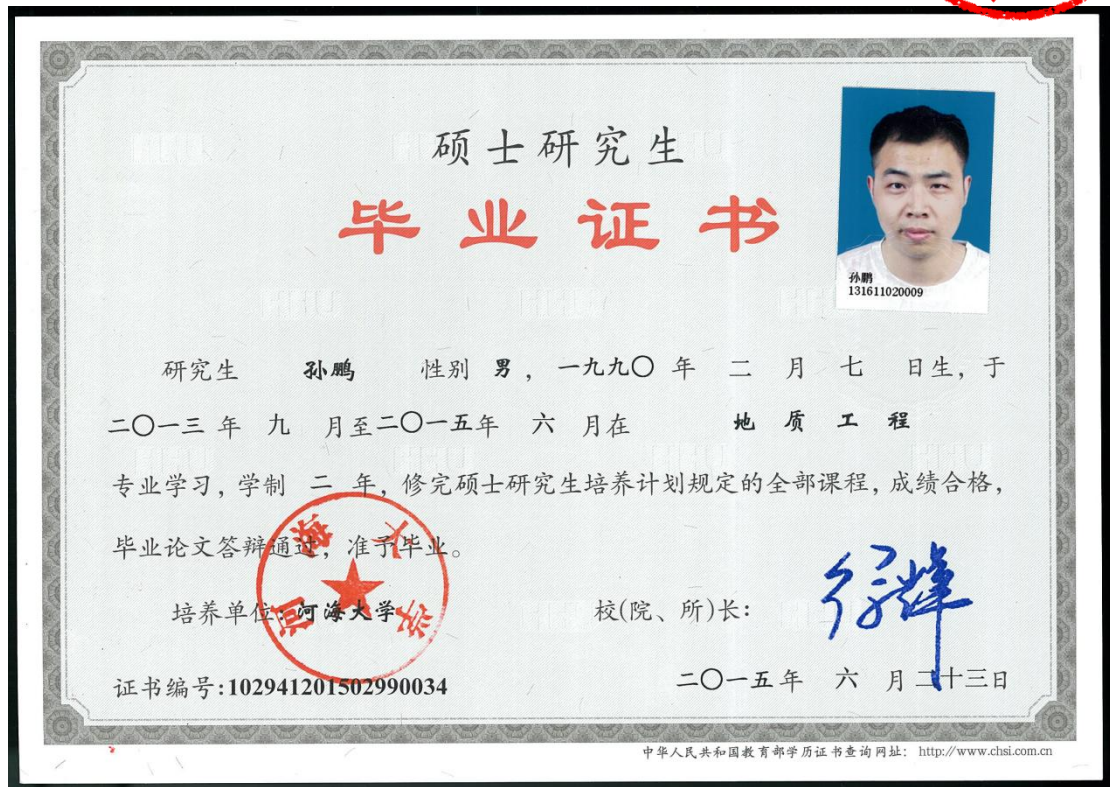 硕士研究生
毕业证书
孙鹏
131611020009
研究生 孙鹏 性别 男，一九九〇年 二 月 七 日生，于
二〇一三年 九 月至二〇一五年 六 月在 地质工程
专业学习，学制 二 年，修完硕士研究生培养计划规定的全部课程，成绩合格，
毕业论文答辩通过，准予毕业。
河海大学
培养单位：河海大学 校(院、所)长：
证书编号:102941201502990034 二〇一五年 六 月二十三日
中华人民共和国教育部学历证书查询网址： http://www.chsi.com.cn